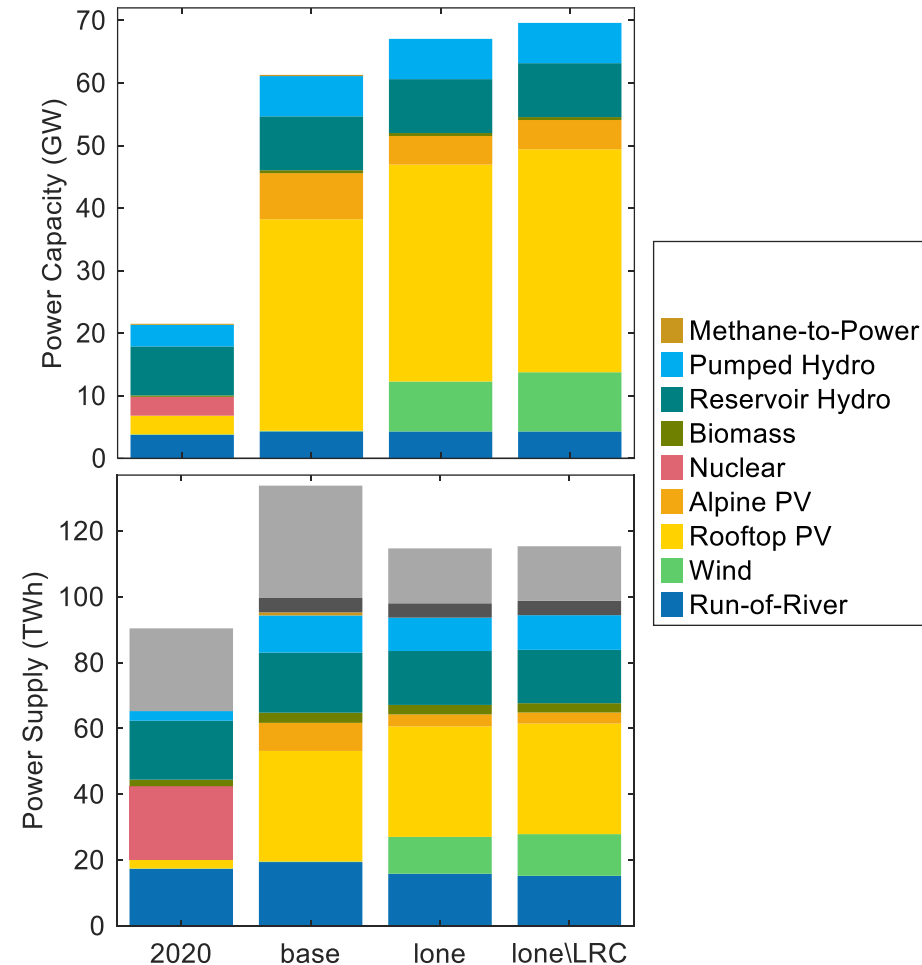 Power Capacity (GW)
70
60
50
40
30
20
10
0
Methane-to-Power
Pumped Hydro
Reservoir Hydro
Biomass
Nuclear
Alpine PV
Rooftop PV
Wind
Run-of-River
Power Supply (TWh)
120
100
80
60
40
20
0
2020 base lone lone\LRC